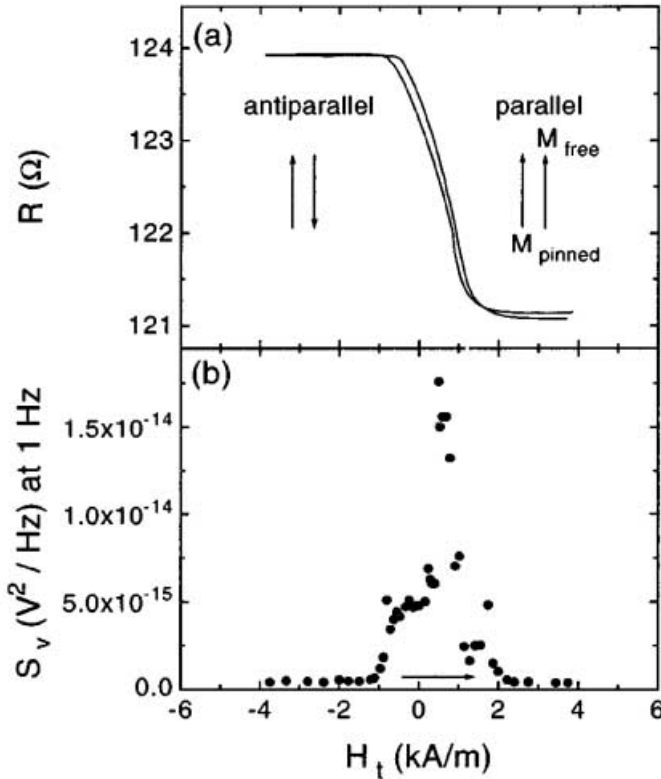 (a)
124
123
122
121
R (Ω)
antiparallel
parallel
M free
M pinned
(b)
1.5x10⁻¹⁴
1.0x10⁻¹⁴
5.0x10⁻¹⁵
0.0
S v (V² / Hz) at 1 Hz
-6 -4 -2 0 2 4 6
H t (kA/m)